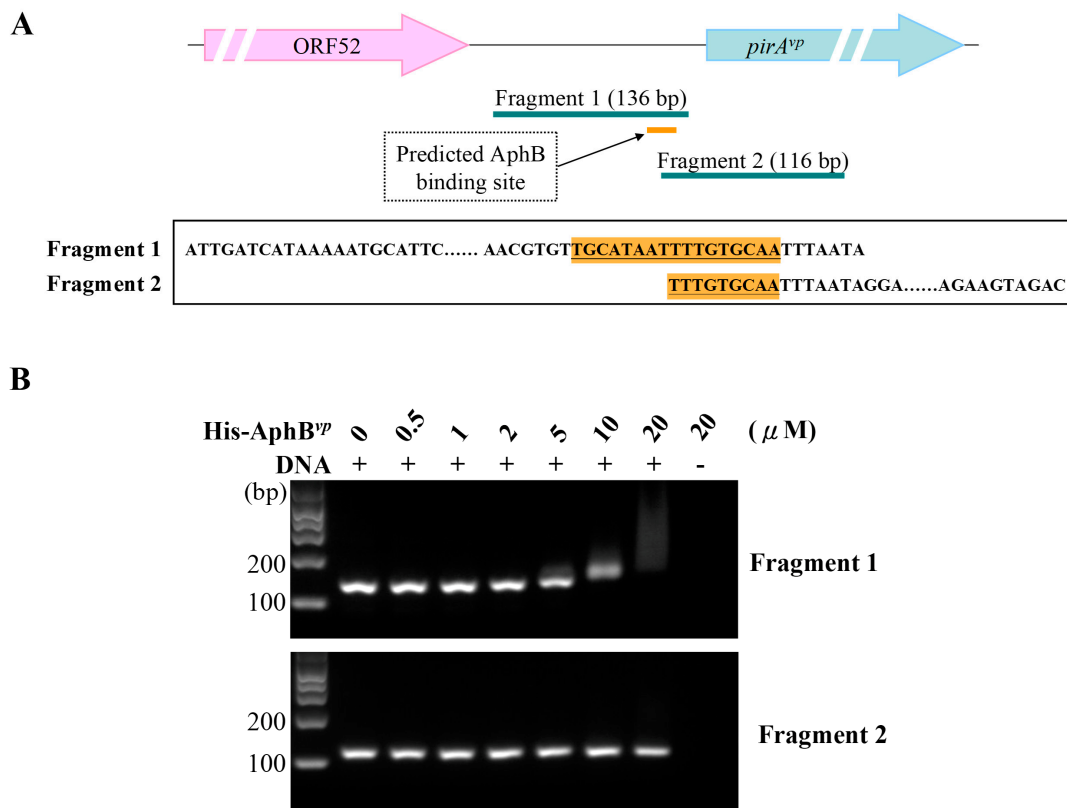 A
ORF52
pirA^vp
Fragment 1 (136 bp)
Predicted AphB
binding site
Fragment 2 (116 bp)
Fragment 1 ATTGATCATAAAAATGCATTC...... AACGTGTTGCATAATTTTGTGCAATTTAATA
Fragment 2 TTTGTGCAATTTAATAGGA......AGAAGTAGAC
B
His-AphB^vp 0 0.5 1 2 5 10 20 20 (μM)
DNA + + + + + + + -
(bp)
200
100
Fragment 1
200
100
Fragment 2